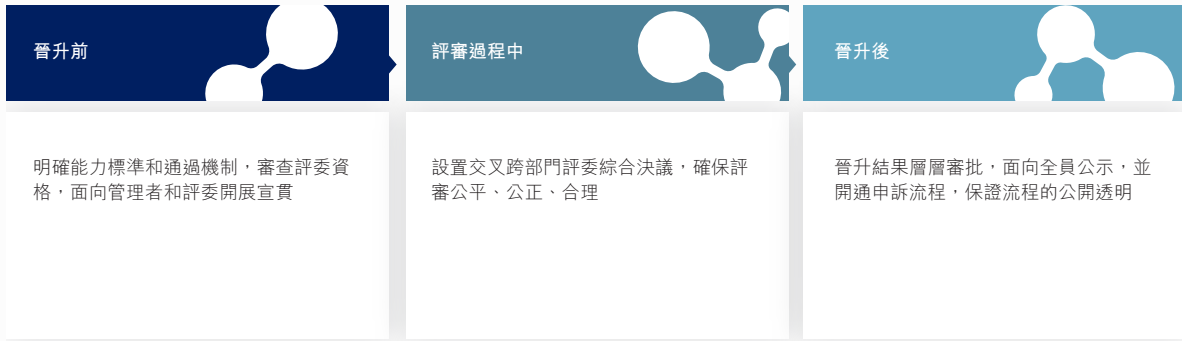 晉升前
明確能力標準和通過機制，審查評委資
格，面向管理者和評委開展宣貫
評審過程中
設置交叉跨部門評委綜合決議，確保評
審公平、公正、合理
晉升後
晉升結果層層審批，面向全員公示，並
開通申訴流程，保證流程的公開透明